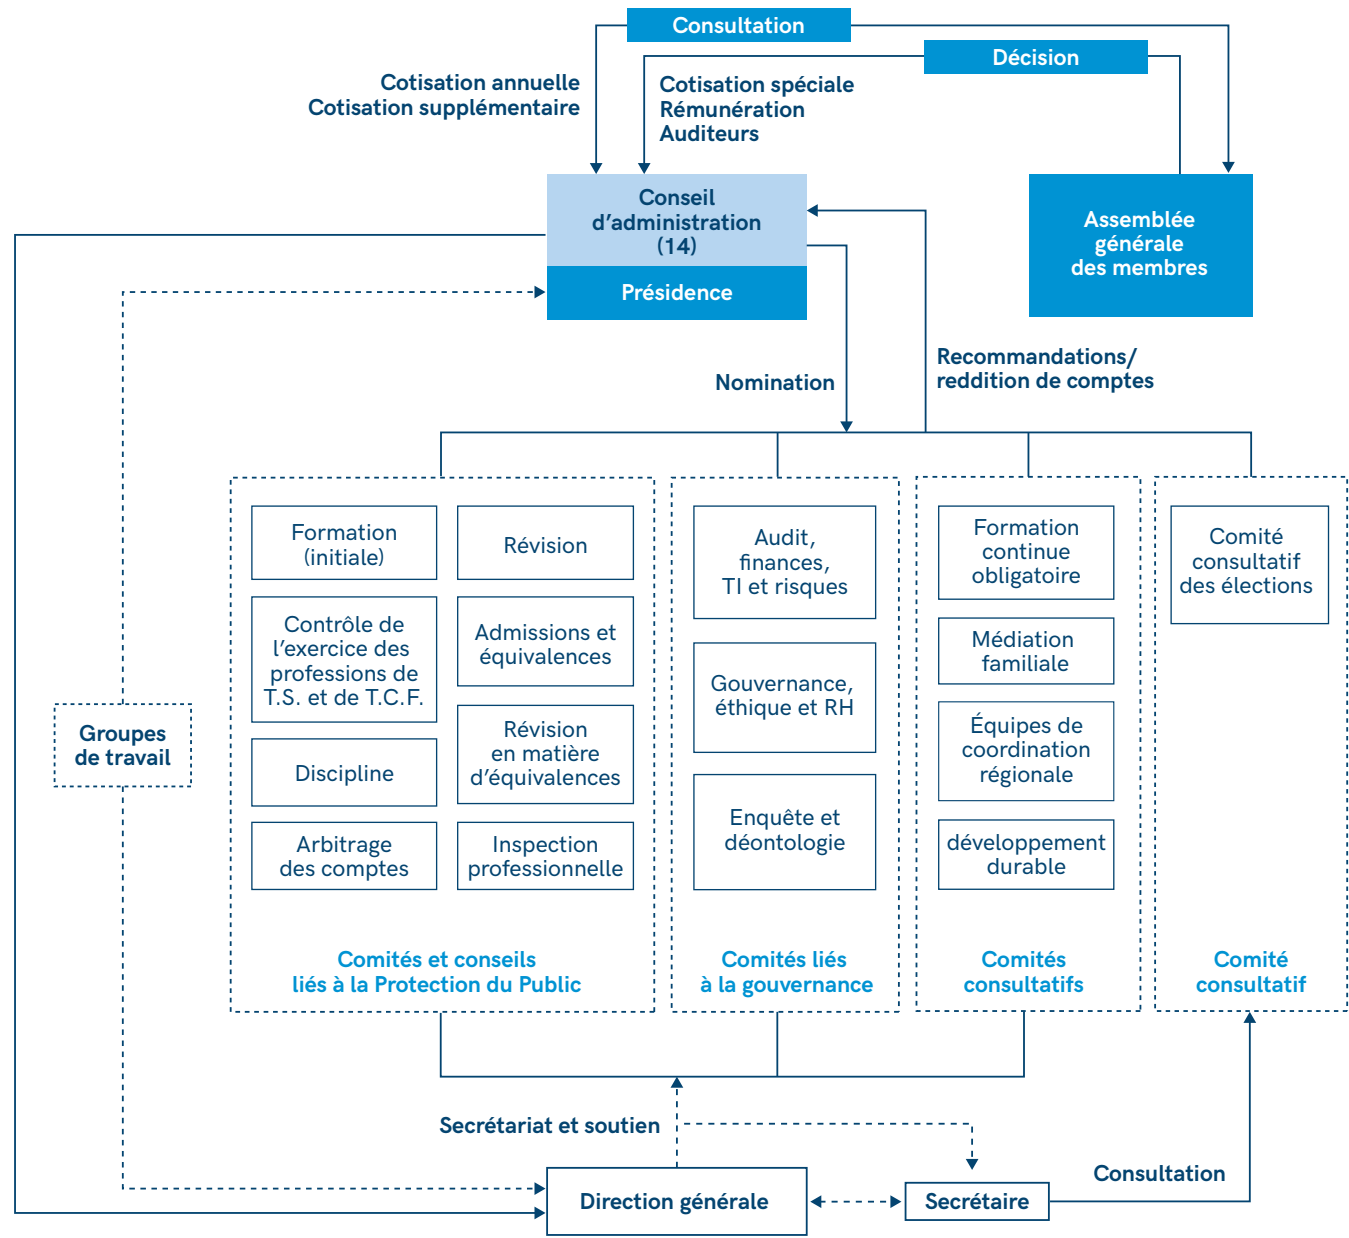 Consultation
Décision
Cotisation annuelle
Cotisation supplémentaire
Cotisation spéciale
Rémunération
Auditeurs
Conseil
d’administration
(14)
Présidence
Assemblée
générale
des membres
Nomination
Recommandations/
reddition de comptes
Groupes
de travail
Formation
(initiale)
Révision
Contrôle de
l’exercice des
professions de
T.S. et de T.C.F.
Admissions et
équivalences
Discipline
Révision
en matière
d’équivalences
Arbitrage
des comptes
Inspection
professionnelle
Comités et conseils
liés à la Protection du Public
Audit,
finances,
TI et risques
Gouvernance,
éthique et RH
Enquête et
déontologie
Comités liés
à la gouvernance
Formation
continue
obligatoire
Médiation
familiale
Équipes de
coordination
régionale
développement
durable
Comités
consultatifs
Comité
consultatif
des élections
Comité
consultatif
Secrétariat et soutien
Consultation
Direction générale
Secrétaire